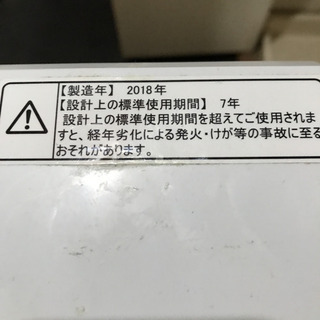 【製造年】 2018年
【設計上の標準使用期間】 7年
設計上の標準使用期間を超えてご使用されま
すと、経年劣化による発火・けが等の事故に至る
おそれがあります。